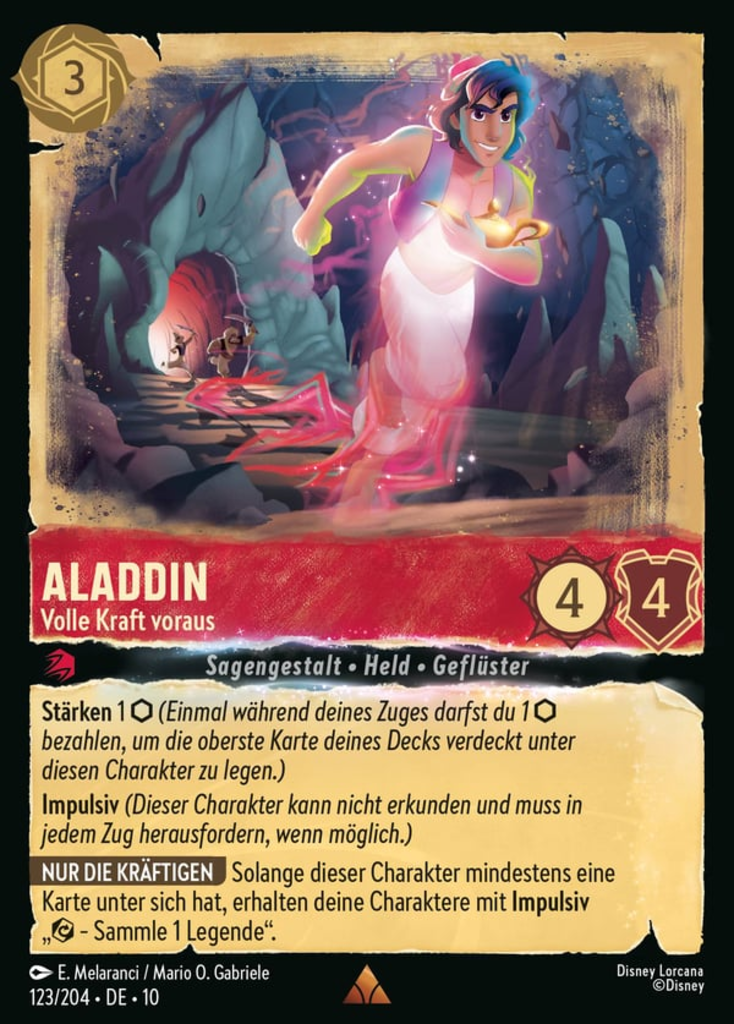 3
ALADDIN
Volle Kraft voraus
4
4
Sagengestalt • Held • Geflüster
Stärken 1 ⬡ (Einmal während deines Zuges darfst du 1 ⬡
bezahlen, um die oberste Karte deines Decks verdeckt unter
diesen Charakter zu legen.)
Impulsiv (Dieser Charakter kann nicht erkunden und muss in
jedem Zug herausfordern, wenn möglich.)
NUR DIE KRÄFTIGEN Solange dieser Charakter mindestens eine
Karte unter sich hat, erhalten deine Charaktere mit Impulsiv
„⟳ - Sammle 1 Legende“.
E. Melaranci / Mario O. Gabriele
123/204 • DE • 10
Disney Lorcana
©Disney